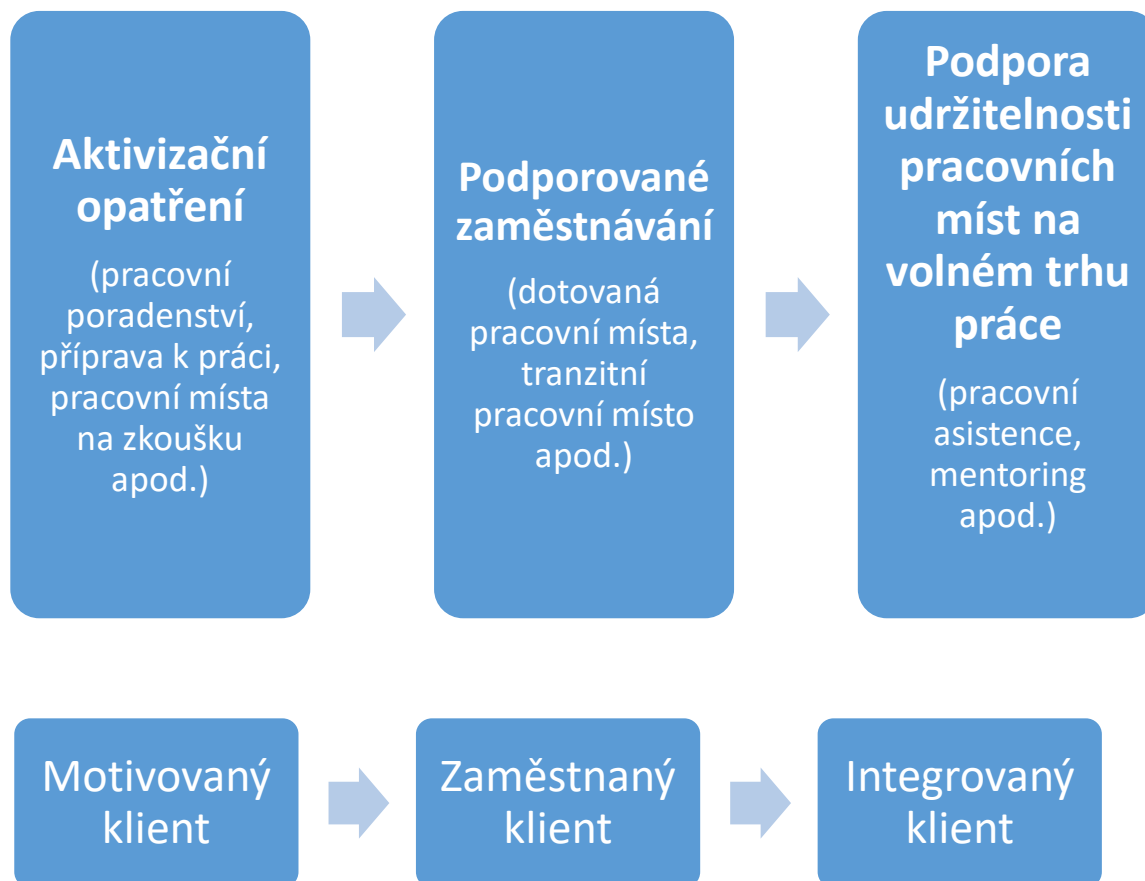 Aktivizační
opatření
(pracovní
poradenství,
příprava k práci,
pracovní místa
na zkoušku
apod.)
Podporované
zaměstnávání
(dotovaná
pracovní místa,
tranzitní
pracovní místo
apod.)
Podpora
udržitelnosti
pracovních
míst na
volném trhu
práce
(pracovní
asistence,
mentoring
apod.)
Motivovaný
klient
Zaměstnaný
klient
Integrovaný
klient